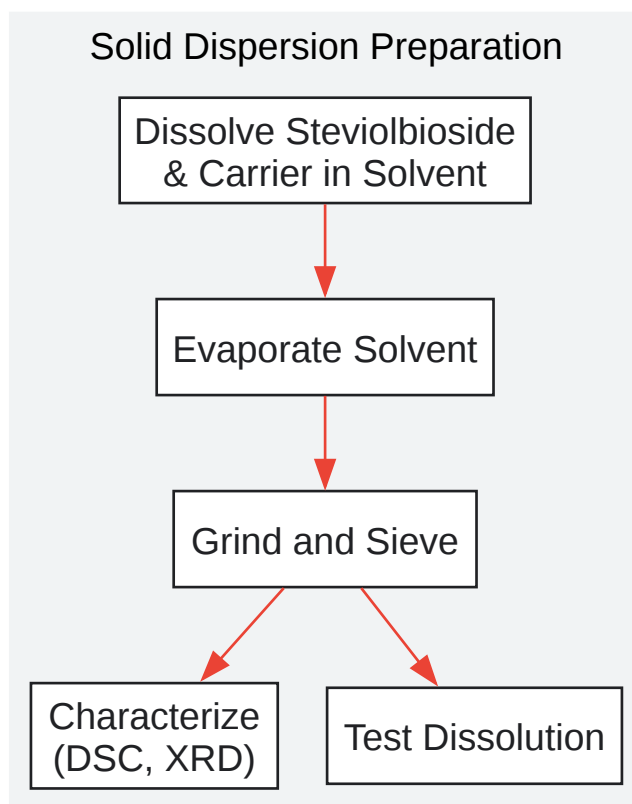 Solid Dispersion Preparation
Dissolve Steviolbioside
& Carrier in Solvent
Evaporate Solvent
Grind and Sieve
Characterize
(DSC, XRD)
Test Dissolution